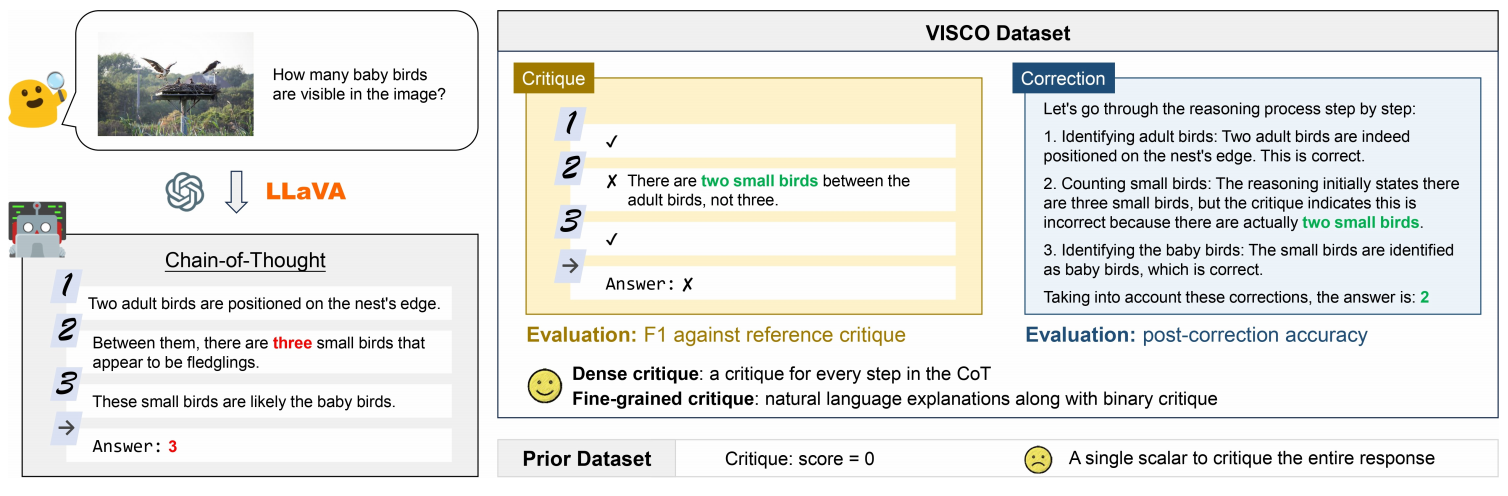 How many baby birds
are visible in the image?
LLaVA
Chain-of-Thought
1
Two adult birds are positioned on the nest's edge.
2
Between them, there are three small birds that
appear to be fledglings.
3
These small birds are likely the baby birds.
→
Answer: 3
VISCO Dataset
Critique
1
✓
2
✗ There are two small birds between the
adult birds, not three.
3
✓
→
Answer: ✗
Evaluation: F1 against reference critique
Correction
Let's go through the reasoning process step by step:
1. Identifying adult birds: Two adult birds are indeed
positioned on the nest's edge. This is correct.
2. Counting small birds: The reasoning initially states there
are three small birds, but the critique indicates this is
incorrect because there are actually two small birds.
3. Identifying the baby birds: The small birds are identified
as baby birds, which is correct.
Taking into account these corrections, the answer is: 2
Evaluation: post-correction accuracy
Dense critique: a critique for every step in the CoT
Fine-grained critique: natural language explanations along with binary critique
Prior Dataset
Critique: score = 0
A single scalar to critique the entire response